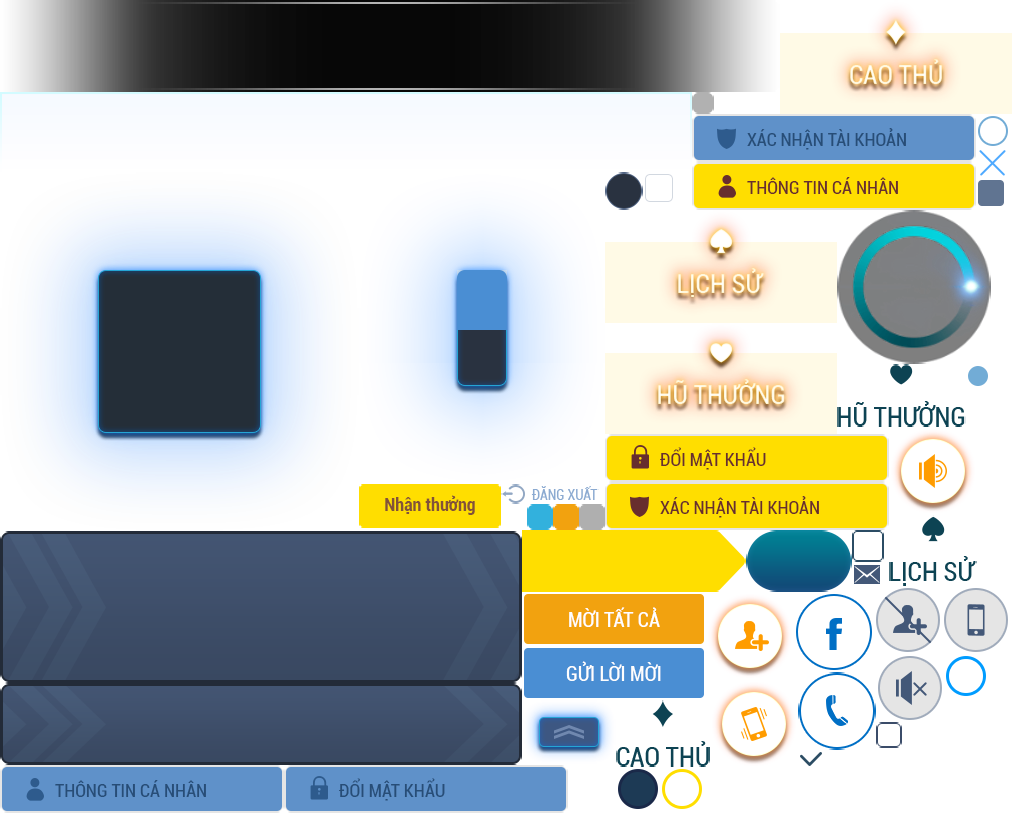 CAO THỦ
XÁC NHẬN TÀI KHOẢN
THÔNG TIN CÁ NHÂN
LỊCH SỬ
HŨ THƯỞNG
HŨ THƯỞNG
ĐỔI MẬT KHẨU
Nhận thưởng
ĐĂNG XUẤT
XÁC NHẬN TÀI KHOẢN
LỊCH SỬ
MỜI TẤT CẢ
GỬI LỜI MỜI
CAO THỦ
THÔNG TIN CÁ NHÂN
ĐỔI MẬT KHẨU